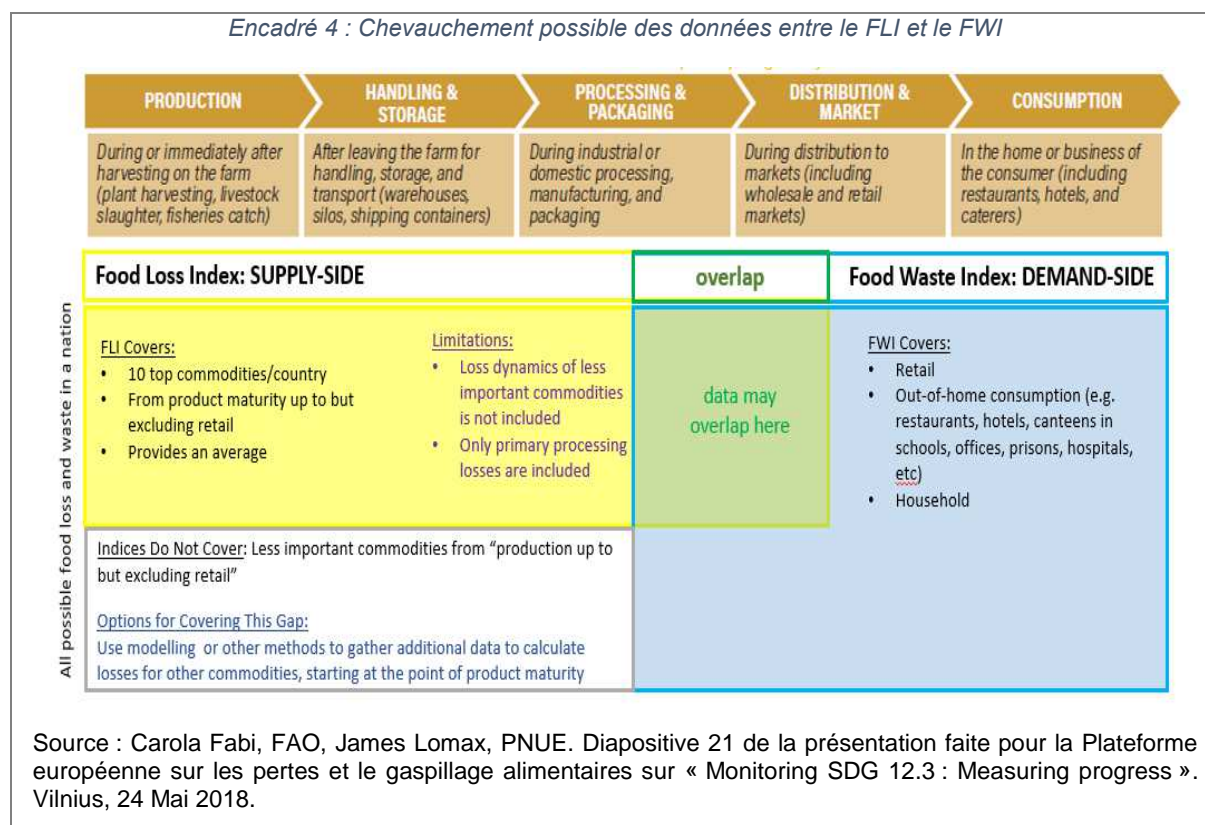 Encadré 4 : Chevauchement possible des données entre le FLI et le FWI
PRODUCTION
HANDLING &
STORAGE
PROCESSING &
PACKAGING
DISTRIBUTION &
MARKET
CONSUMPTION
During or immediately after
harvesting on the farm
(plant harvesting, livestock
slaughter, fisheries catch)
After leaving the farm for
handling, storage, and
transport (warehouses,
silos, shipping containers)
During industrial or
domestic processing,
manufacturing, and
packaging
During distribution to
markets (including
wholesale and retail
markets)
In the home or business of
the consumer (including
restaurants, hotels, and
caterers)
All possible food loss and waste in a nation
Food Loss Index: SUPPLY-SIDE
overlap
Food Waste Index: DEMAND-SIDE
FLI Covers:
• 10 top commodities/country
• From product maturity up to but
excluding retail
• Provides an average
Limitations:
• Loss dynamics of less
important commodities
is not included
• Only primary processing
losses are included
data may
overlap here
FWI Covers:
• Retail
• Out-of-home consumption (e.g.
restaurants, hotels, canteens in
schools, offices, prisons, hospitals,
etc)
• Household
Indices Do Not Cover: Less important commodities from “production up to
but excluding retail”
Options for Covering This Gap:
Use modelling or other methods to gather additional data to calculate
losses for other commodities, starting at the point of product maturity
Source : Carola Fabi, FAO, James Lomax, PNUE. Diapositive 21 de la présentation faite pour la Plateforme
européenne sur les pertes et le gaspillage alimentaires sur « Monitoring SDG 12.3 : Measuring progress ».
Vilnius, 24 Mai 2018.